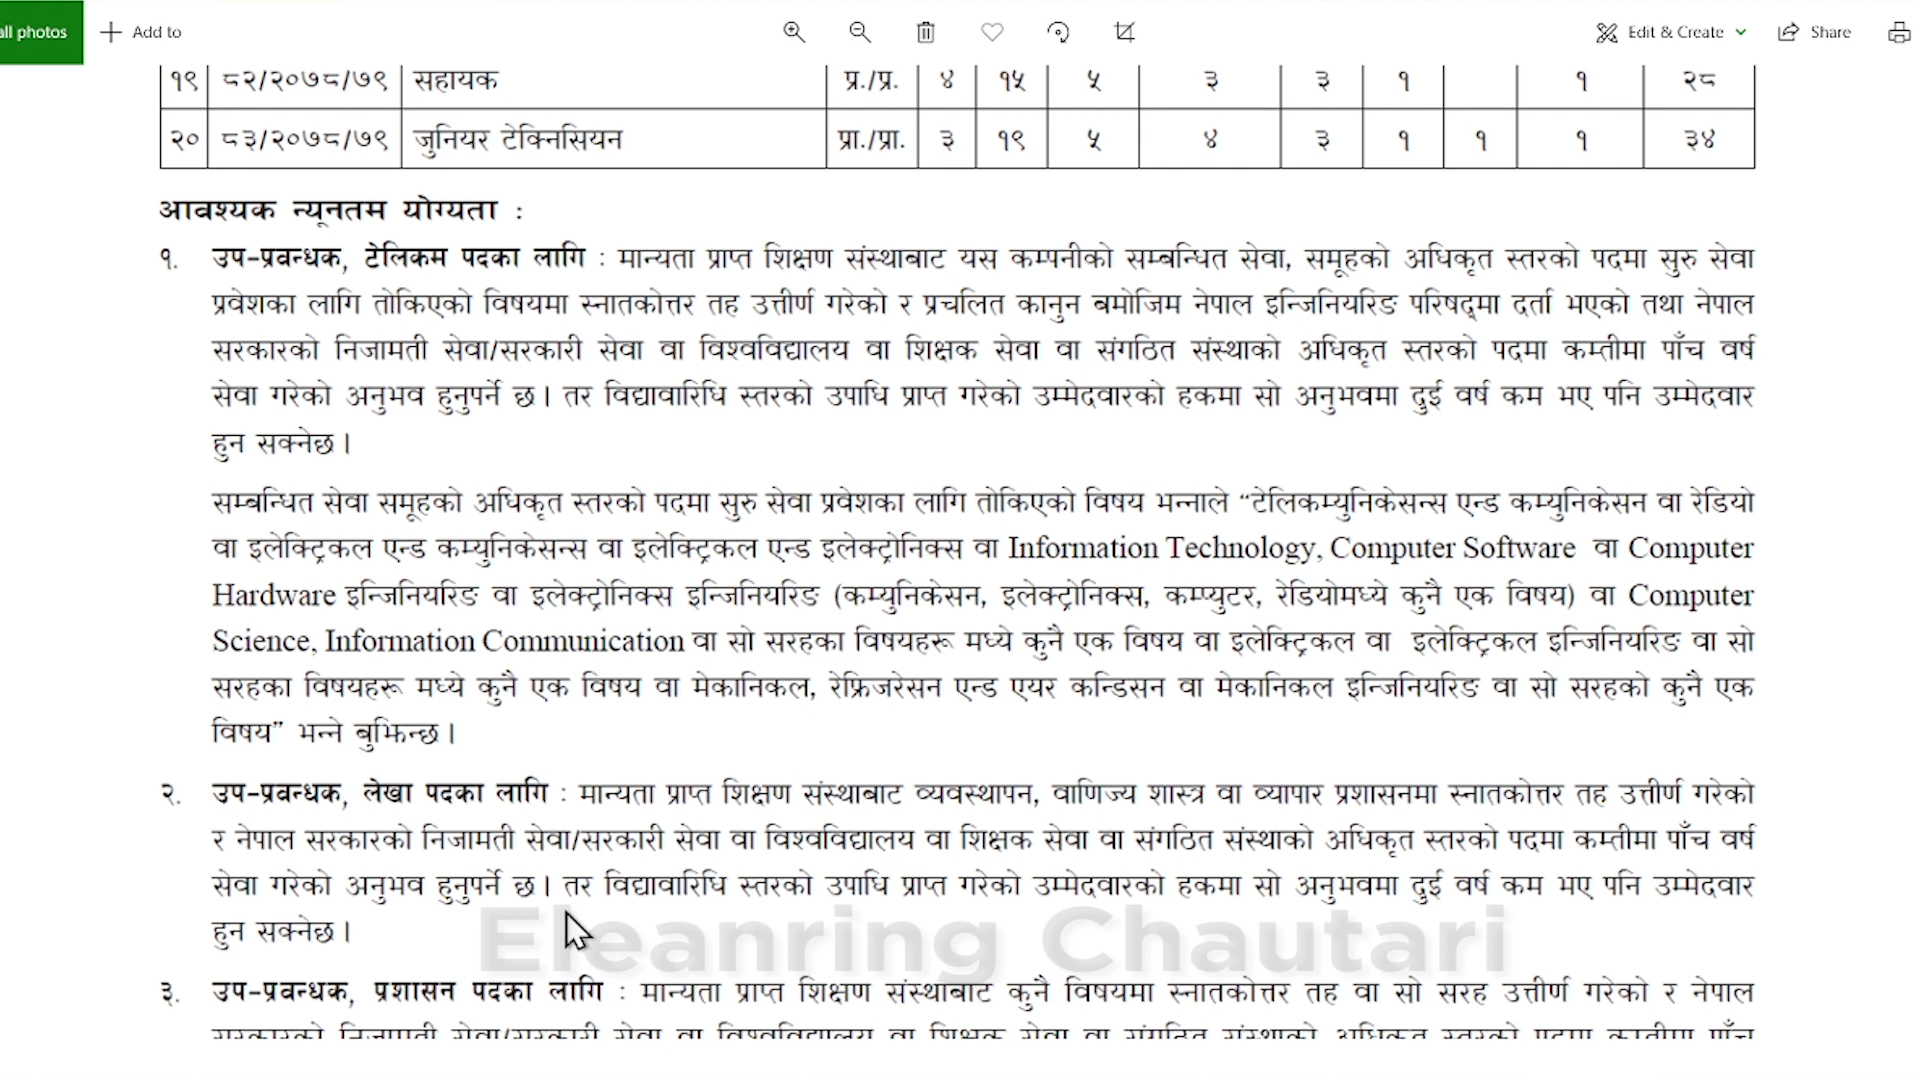 all photos
Add to
Edit & Create
Share
१९ ८२/२०७८/७९ सहायक प्र./प्र. ४ १५ ५ ३ ३ १ १ २८
२० ८३/२०७८/७९ जुनियर टेक्निसियन प्रा./प्रा. ३ १९ ५ ४ ३ १ १ १ ३४
आवश्यक न्यूनतम योग्यता :
१. उप-प्रवन्धक, टेलिकम पदका लागि : मान्यता प्राप्त शिक्षण संस्थाबाट यस कम्पनीको सम्बन्धित सेवा, समूहको अधिकृत स्तरको पदमा सुरु सेवा
प्रवेशका लागि तोकिएको विषयमा स्नातकोत्तर तह उत्तीर्ण गरेको र प्रचलित कानुन बमोजिम नेपाल इन्जिनियरिङ परिषद्मा दर्ता भएको तथा नेपाल
सरकारको निजामती सेवा/सरकारी सेवा वा विश्वविद्यालय वा शिक्षक सेवा वा संगठित संस्थाको अधिकृत स्तरको पदमा कम्तीमा पाँच वर्ष
सेवा गरेको अनुभव हुनुपर्ने छ। तर विद्यावारिधि स्तरको उपाधि प्राप्त गरेको उम्मेदवारको हकमा सो अनुभवमा दुई वर्ष कम भए पनि उम्मेदवार
हुन सक्नेछ।
सम्बन्धित सेवा समूहको अधिकृत स्तरको पदमा सुरु सेवा प्रवेशका लागि तोकिएको विषय भन्नाले “टेलिकम्युनिकेसन्स एन्ड कम्युनिकेसन वा रेडियो
वा इलेक्ट्रिकल एन्ड कम्युनिकेसन्स वा इलेक्ट्रिकल एन्ड इलेक्ट्रोनिक्स वा Information Technology, Computer Software वा Computer
Hardware इन्जिनियरिङ वा इलेक्ट्रोनिक्स इन्जिनियरिङ (कम्युनिकेसन, इलेक्ट्रोनिक्स, कम्प्युटर, रेडियोमध्ये कुनै एक विषय) वा Computer
Science, Information Communication वा सो सरहका विषयहरू मध्ये कुनै एक विषय वा इलेक्ट्रिकल वा इलेक्ट्रिकल इन्जिनियरिङ वा सो
सरहका विषयहरू मध्ये कुनै एक विषय वा मेकानिकल, रेफ्रिजरेसन एन्ड एयर कन्डिसन वा मेकानिकल इन्जिनियरिङ वा सो सरहको कुनै एक
विषय” भन्ने बुझिन्छ।
२. उप-प्रवन्धक, लेखा पदका लागि : मान्यता प्राप्त शिक्षण संस्थाबाट व्यवस्थापन, वाणिज्य शास्त्र वा व्यापार प्रशासनमा स्नातकोत्तर तह उत्तीर्ण गरेको
र नेपाल सरकारको निजामती सेवा/सरकारी सेवा वा विश्वविद्यालय वा शिक्षक सेवा वा संगठित संस्थाको अधिकृत स्तरको पदमा कम्तीमा पाँच वर्ष
सेवा गरेको अनुभव हुनुपर्ने छ। तर विद्यावारिधि स्तरको उपाधि प्राप्त गरेको उम्मेदवारको हकमा सो अनुभवमा दुई वर्ष कम भए पनि उम्मेदवार
हुन सक्नेछ।
Eleanring Chautari
३. उप-प्रवन्धक, प्रशासन पदका लागि : मान्यता प्राप्त शिक्षण संस्थाबाट कुनै विषयमा स्नातकोत्तर तह वा सो सरह उत्तीर्ण गरेको र नेपाल
सरकारको निजामती सेवा/सरकारी सेवा वा विश्वविद्यालय वा शिक्षक सेवा वा संगठित संस्थाको अधिकृत स्तरको पदमा कम्तीमा पाँच